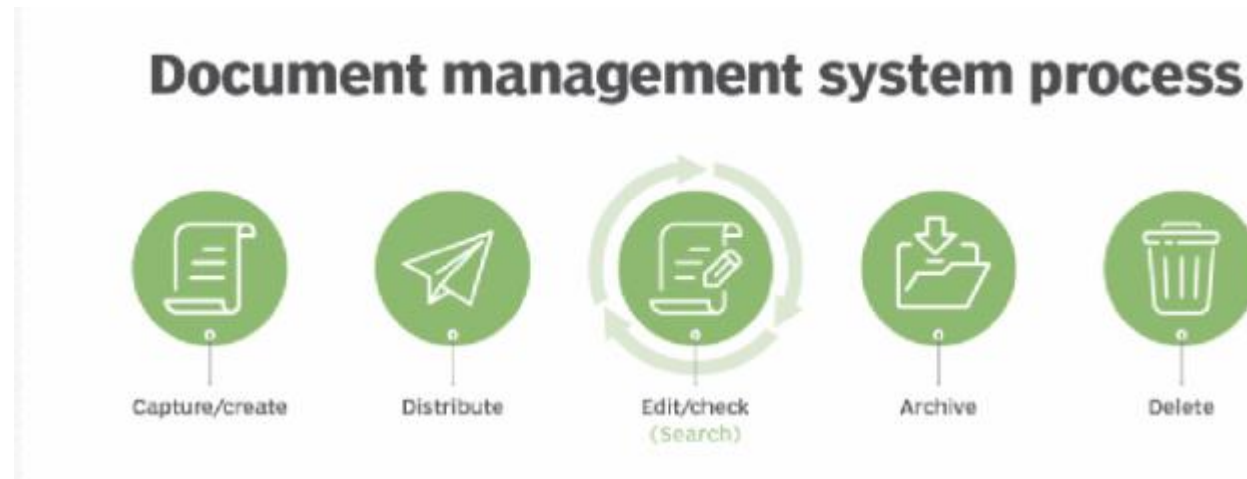 Document management system process
Capture/create
Distribute
Edit/check
(Search)
Archive
Delete